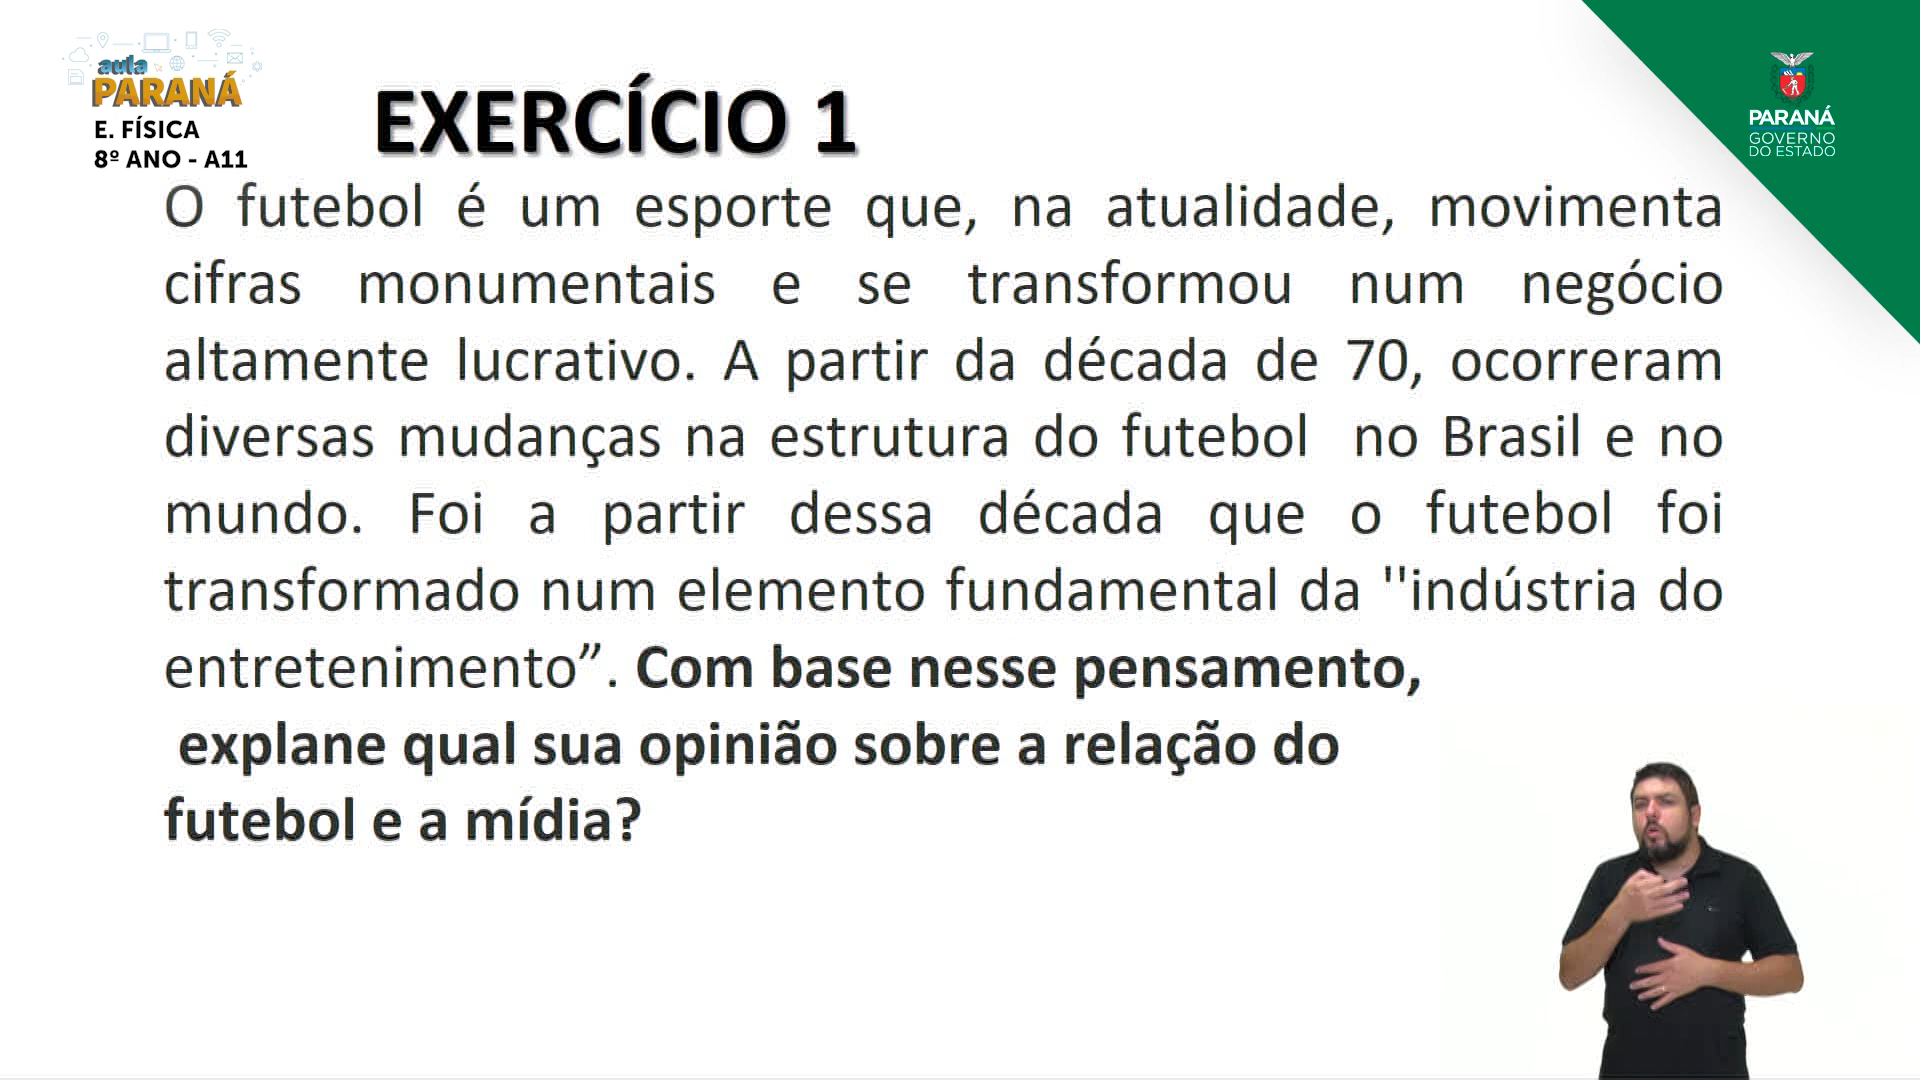 aula
PARANÁ
E. FÍSICA
8º ANO - A11
EXERCÍCIO 1
PARANÁ
GOVERNO
DO ESTADO
O futebol é um esporte que, na atualidade, movimenta
cifras monumentais e se transformou num negócio
altamente lucrativo. A partir da década de 70, ocorreram
diversas mudanças na estrutura do futebol no Brasil e no
mundo. Foi a partir dessa década que o futebol foi
transformado num elemento fundamental da "indústria do
entretenimento”. Com base nesse pensamento,
explane qual sua opinião sobre a relação do
futebol e a mídia?